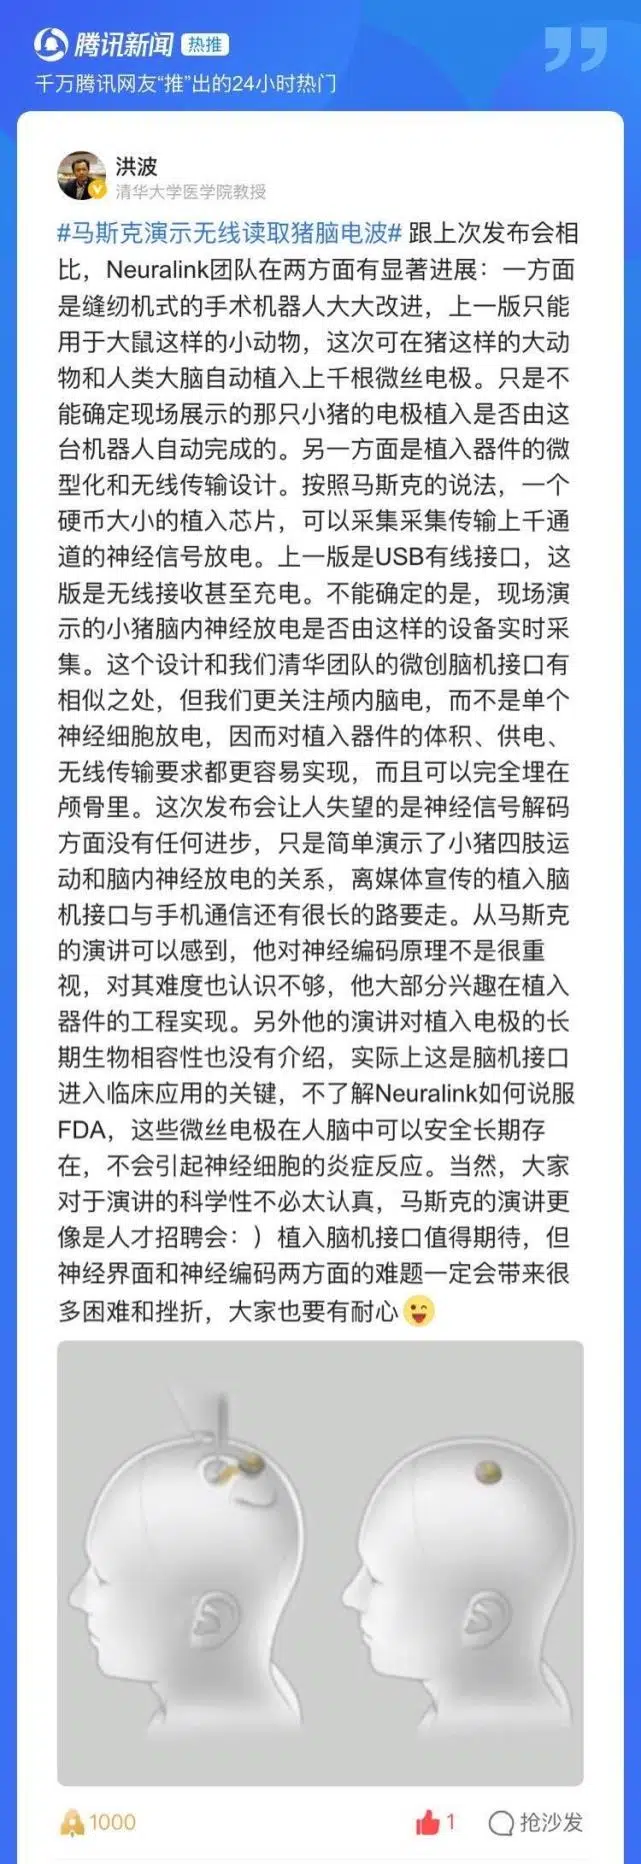 腾讯新闻 热推
千万腾讯网友“推”出的24小时热门
洪波
清华大学医学院教授
#马斯克演示无线读取猪脑电波# 跟上次发布会相
比，Neuralink团队在两方面有显著进展：一方面
是缝纫机式的手术机器人大大改进，上一版只能
用于大鼠这样的小动物，这次可在猪这样的大动
物和人类大脑自动植入上千根微丝电极。只是不
能确定现场展示的那只小猪的电极植入是否由这
台机器人自动完成的。另一方面是植入器件的微
型化和无线传输设计。按照马斯克的说法，一个
硬币大小的植入芯片，可以采集采集传输上千通
道的神经信号放电。上一版是USB有线接口，这
版是无线接收甚至充电。不能确定的是，现场演
示的小猪脑内神经放电是否由这样的设备实时采
集。这个设计和我们清华团队的微创脑机接口有
相似之处，但我们更关注颅内脑电，而不是单个
神经细胞放电，因而对植入器件的体积、供电、
无线传输要求都更容易实现，而且可以完全埋在
颅骨里。这次发布会让人失望的是神经信号解码
方面没有任何进步，只是简单演示了小猪四肢运
动和脑内神经放电的关系，离媒体宣传的植入脑
机接口与手机通信还有很长的路要走。从马斯克
的演讲可以感到，他对神经编码原理不是很重
视，对其难度也认识不够，他大部分兴趣在植入
器件的工程实现。另外他的演讲对植入电极的长
期生物相容性也没有介绍，实际上这是脑机接口
进入临床应用的关键，不了解Neuralink如何说服
FDA，这些微丝电极在人脑中可以安全长期存
在，不会引起神经细胞的炎症反应。当然，大家
对于演讲的科学性不必太认真，马斯克的演讲更
像是人才招聘会：）植入脑机接口值得期待，但
神经界面和神经编码两方面的难题一定会带来很
多困难和挫折，大家也要有耐心😜
1000 1 抢沙发